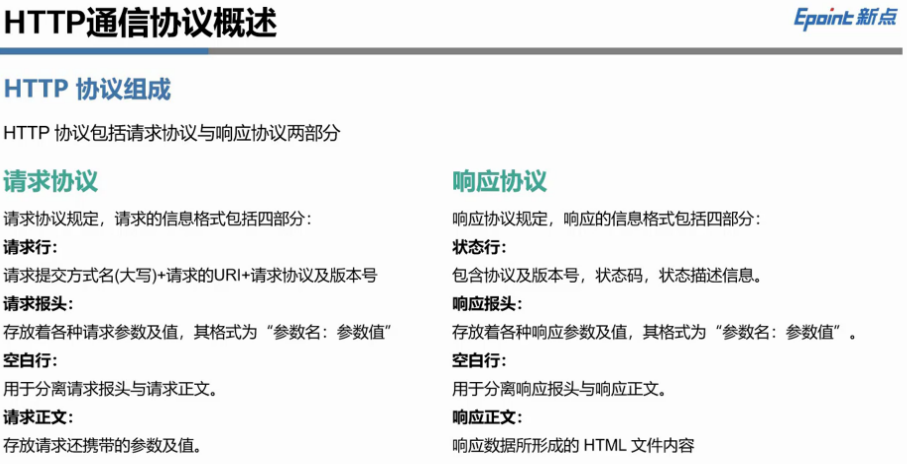 HTTP通信协议概述
Epoint 新点
HTTP 协议组成
HTTP 协议包括请求协议与响应协议两部分
请求协议
请求协议规定，请求的信息格式包括四部分：
请求行：
请求提交方式名(大写)+请求的URI+请求协议及版本号
请求报头：
存放着各种请求参数及值，其格式为“参数名：参数值”
空白行：
用于分离请求报头与请求正文。
请求正文：
存放请求还携带的参数及值。
响应协议
响应协议规定，响应的信息格式包括四部分：
状态行：
包含协议及版本号，状态码，状态描述信息。
响应报头：
存放着各种响应参数及值，其格式为“参数名：参数值”。
空白行：
用于分离响应报头与响应正文。
响应正文：
响应数据所形成的 HTML 文件内容